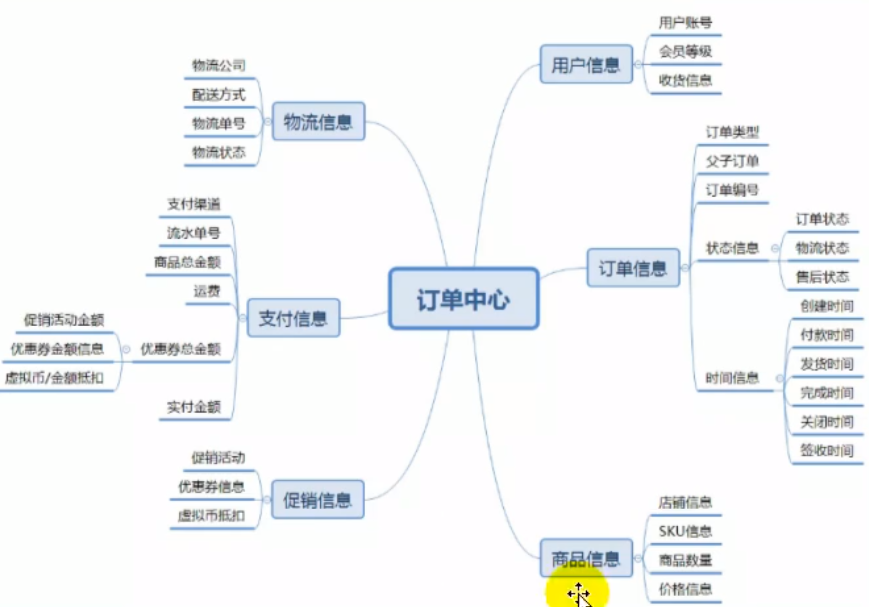 订单中心
用户信息
用户账号
会员等级
收货信息
订单信息
订单类型
父子订单
订单编号
状态信息
订单状态
物流状态
售后状态
时间信息
创建时间
付款时间
发货时间
完成时间
关闭时间
签收时间
商品信息
店铺信息
SKU信息
商品数量
价格信息
物流信息
物流公司
配送方式
物流单号
物流状态
支付信息
支付渠道
流水单号
商品总金额
运费
优惠券总金额
促销活动金额
优惠券金额信息
虚拟币/金额抵扣
实付金额
促销信息
促销活动
优惠券信息
虚拟币抵扣